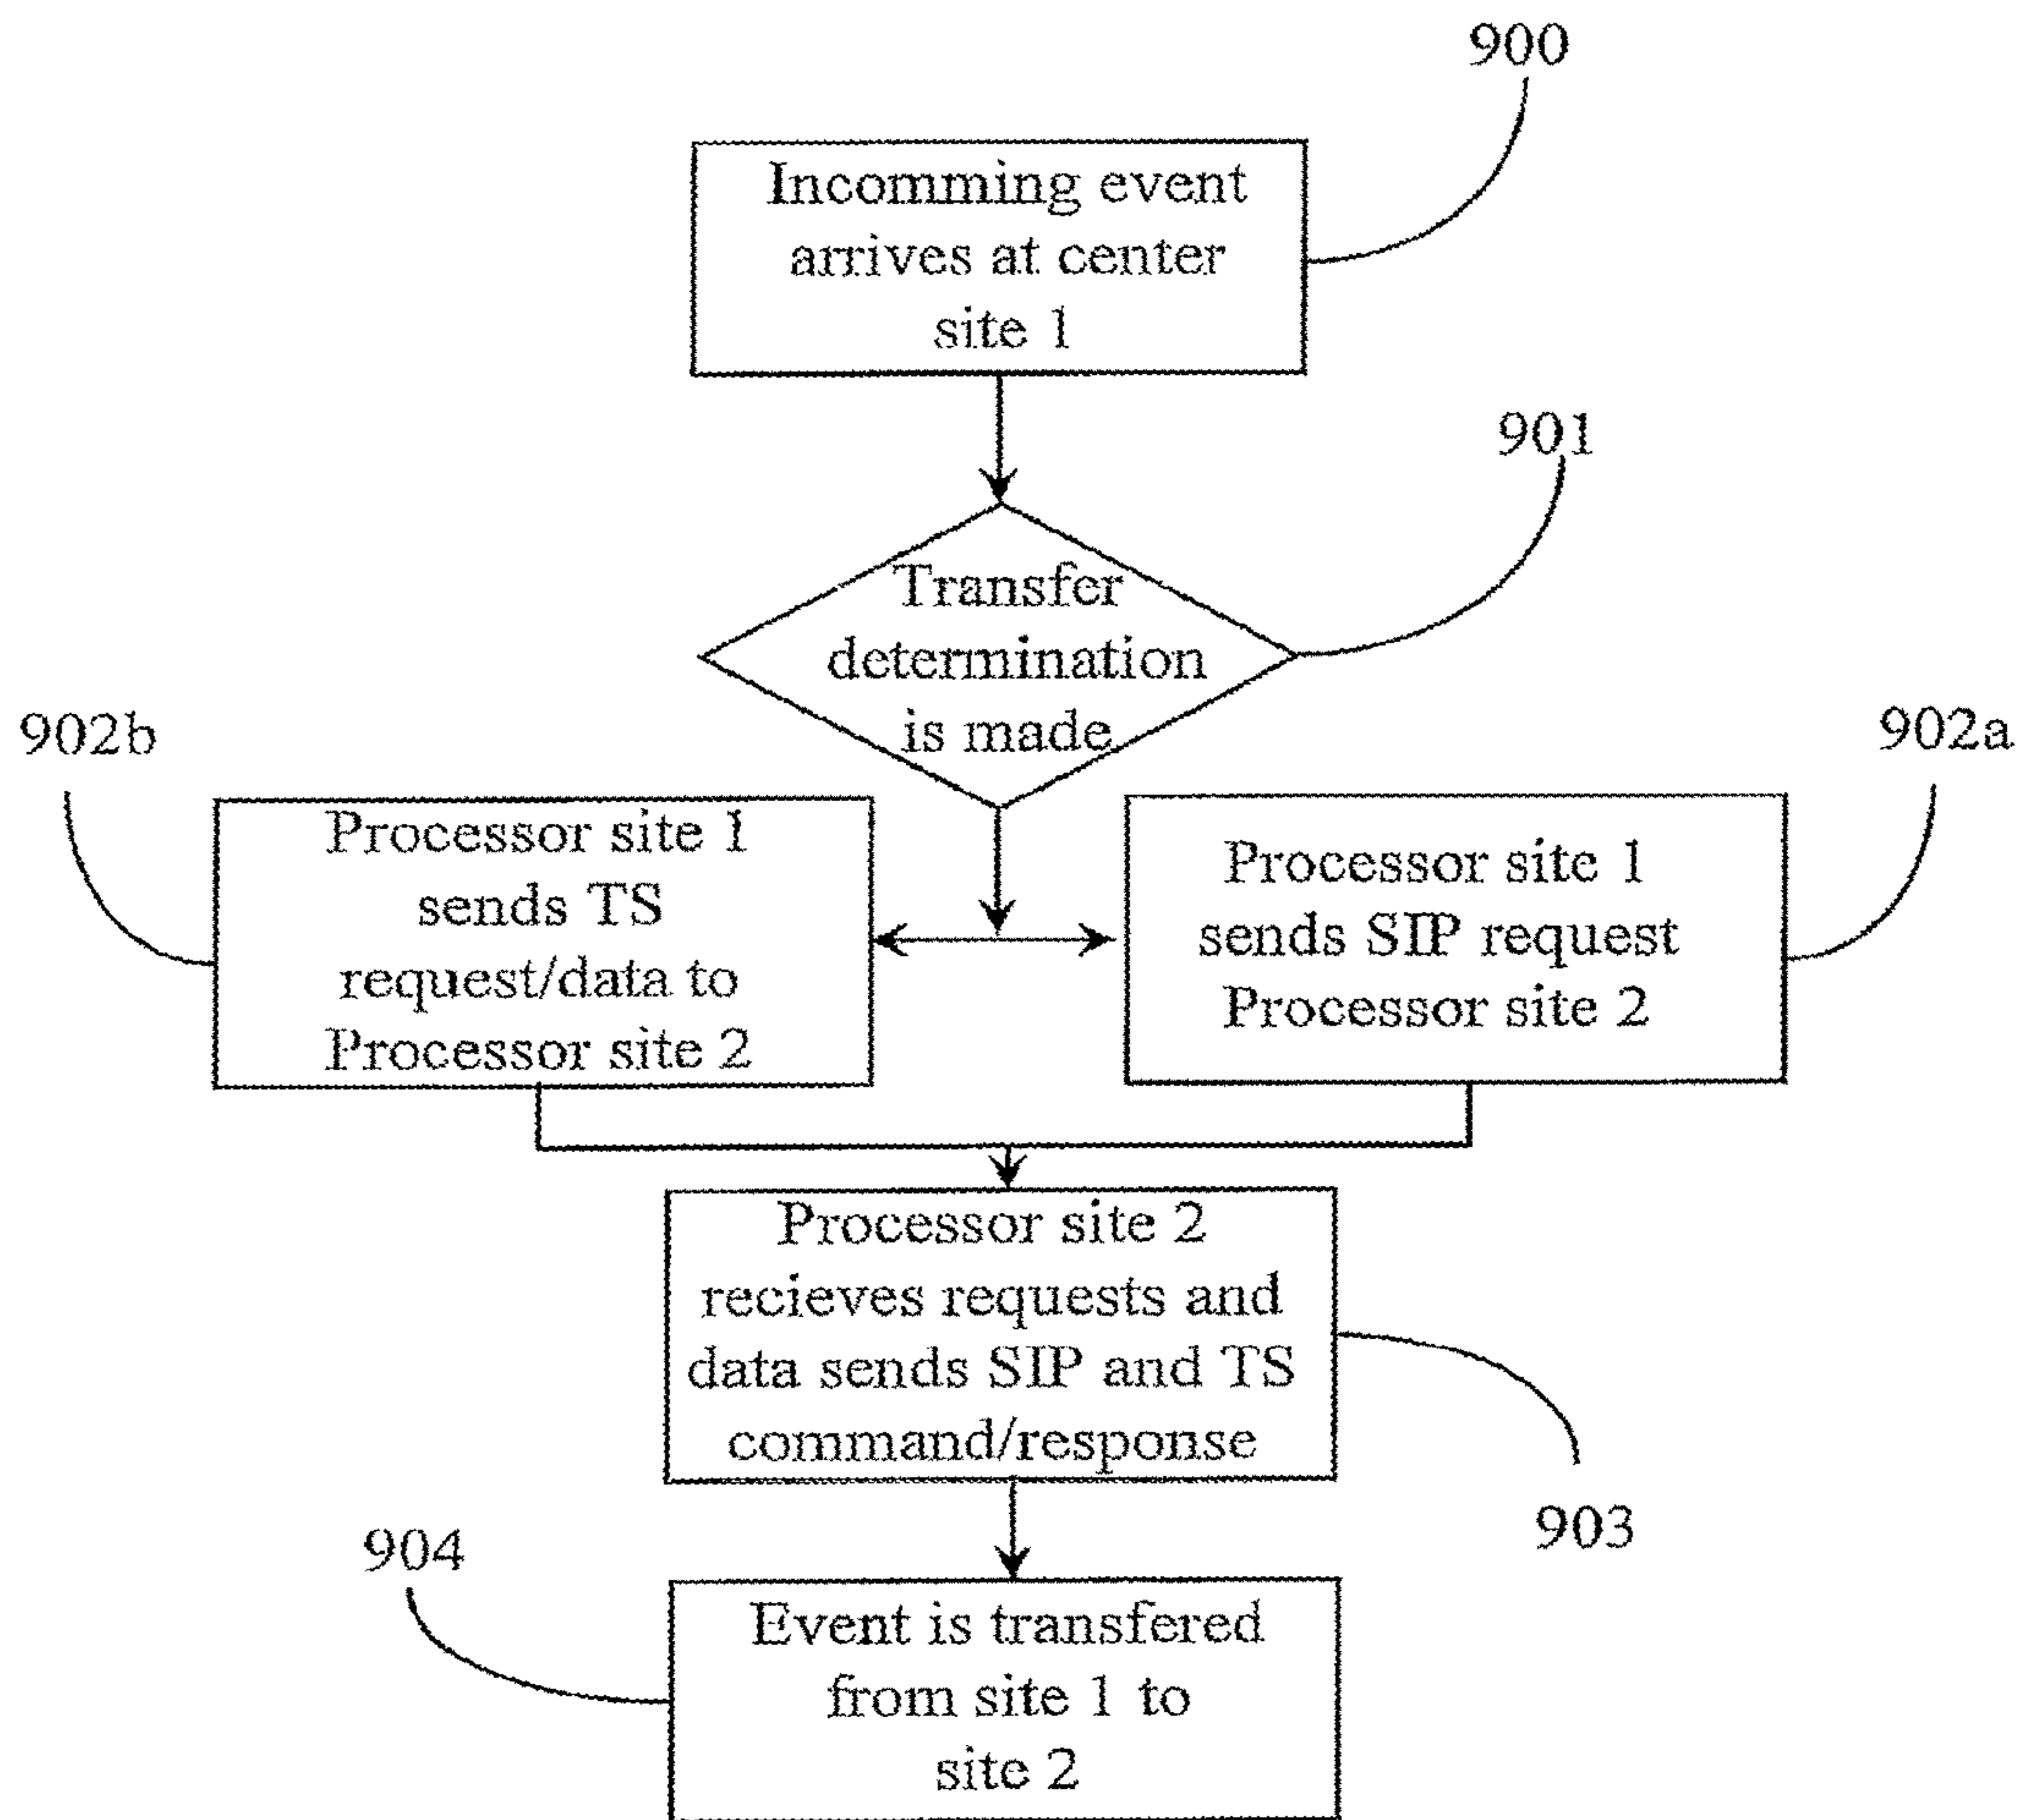 900
Incomming event
arrives at center
site 1
901
Transfer
determination
is made
902b
902a
Processor site 1
sends TS
request/data to
Processor site 2
Processor site 1
sends SIP request
Processor site 2
Processor site 2
recieves requests and
data sends SIP and TS
command/response
903
904
Event is transfered
from site 1 to
site 2